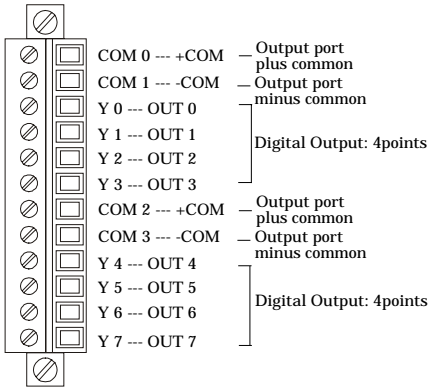 COM 0 --- +COM
Output port
plus common
COM 1 --- -COM
Output port
minus common
Y 0 --- OUT 0
Y 1 --- OUT 1
Y 2 --- OUT 2
Y 3 --- OUT 3
Digital Output: 4points
COM 2 --- +COM
Output port
plus common
COM 3 --- -COM
Output port
minus common
Y 4 --- OUT 4
Y 5 --- OUT 5
Y 6 --- OUT 6
Y 7 --- OUT 7
Digital Output: 4points